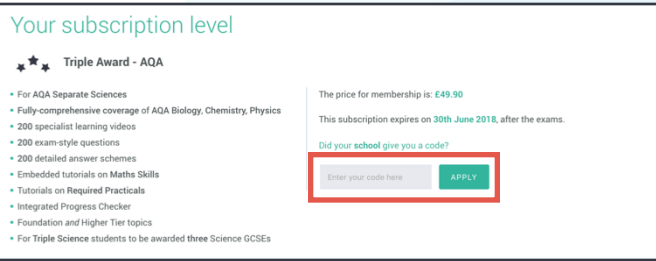 Your subscription level
Triple Award - AQA
• For AQA Separate Sciences
• Fully-comprehensive coverage of AQA Biology, Chemistry, Physics
• 200 specialist learning videos
• 200 exam-style questions
• 200 detailed answer schemes
• Embedded tutorials on Maths Skills
• Tutorials on Required Practicals
• Integrated Progress Checker
• Foundation and Higher Tier topics
• For Triple Science students to be awarded three Science GCSEs
The price for membership is: £49.90
This subscription expires on 30th June 2018, after the exams.
Did your school give you a code?
Enter your code here
APPLY